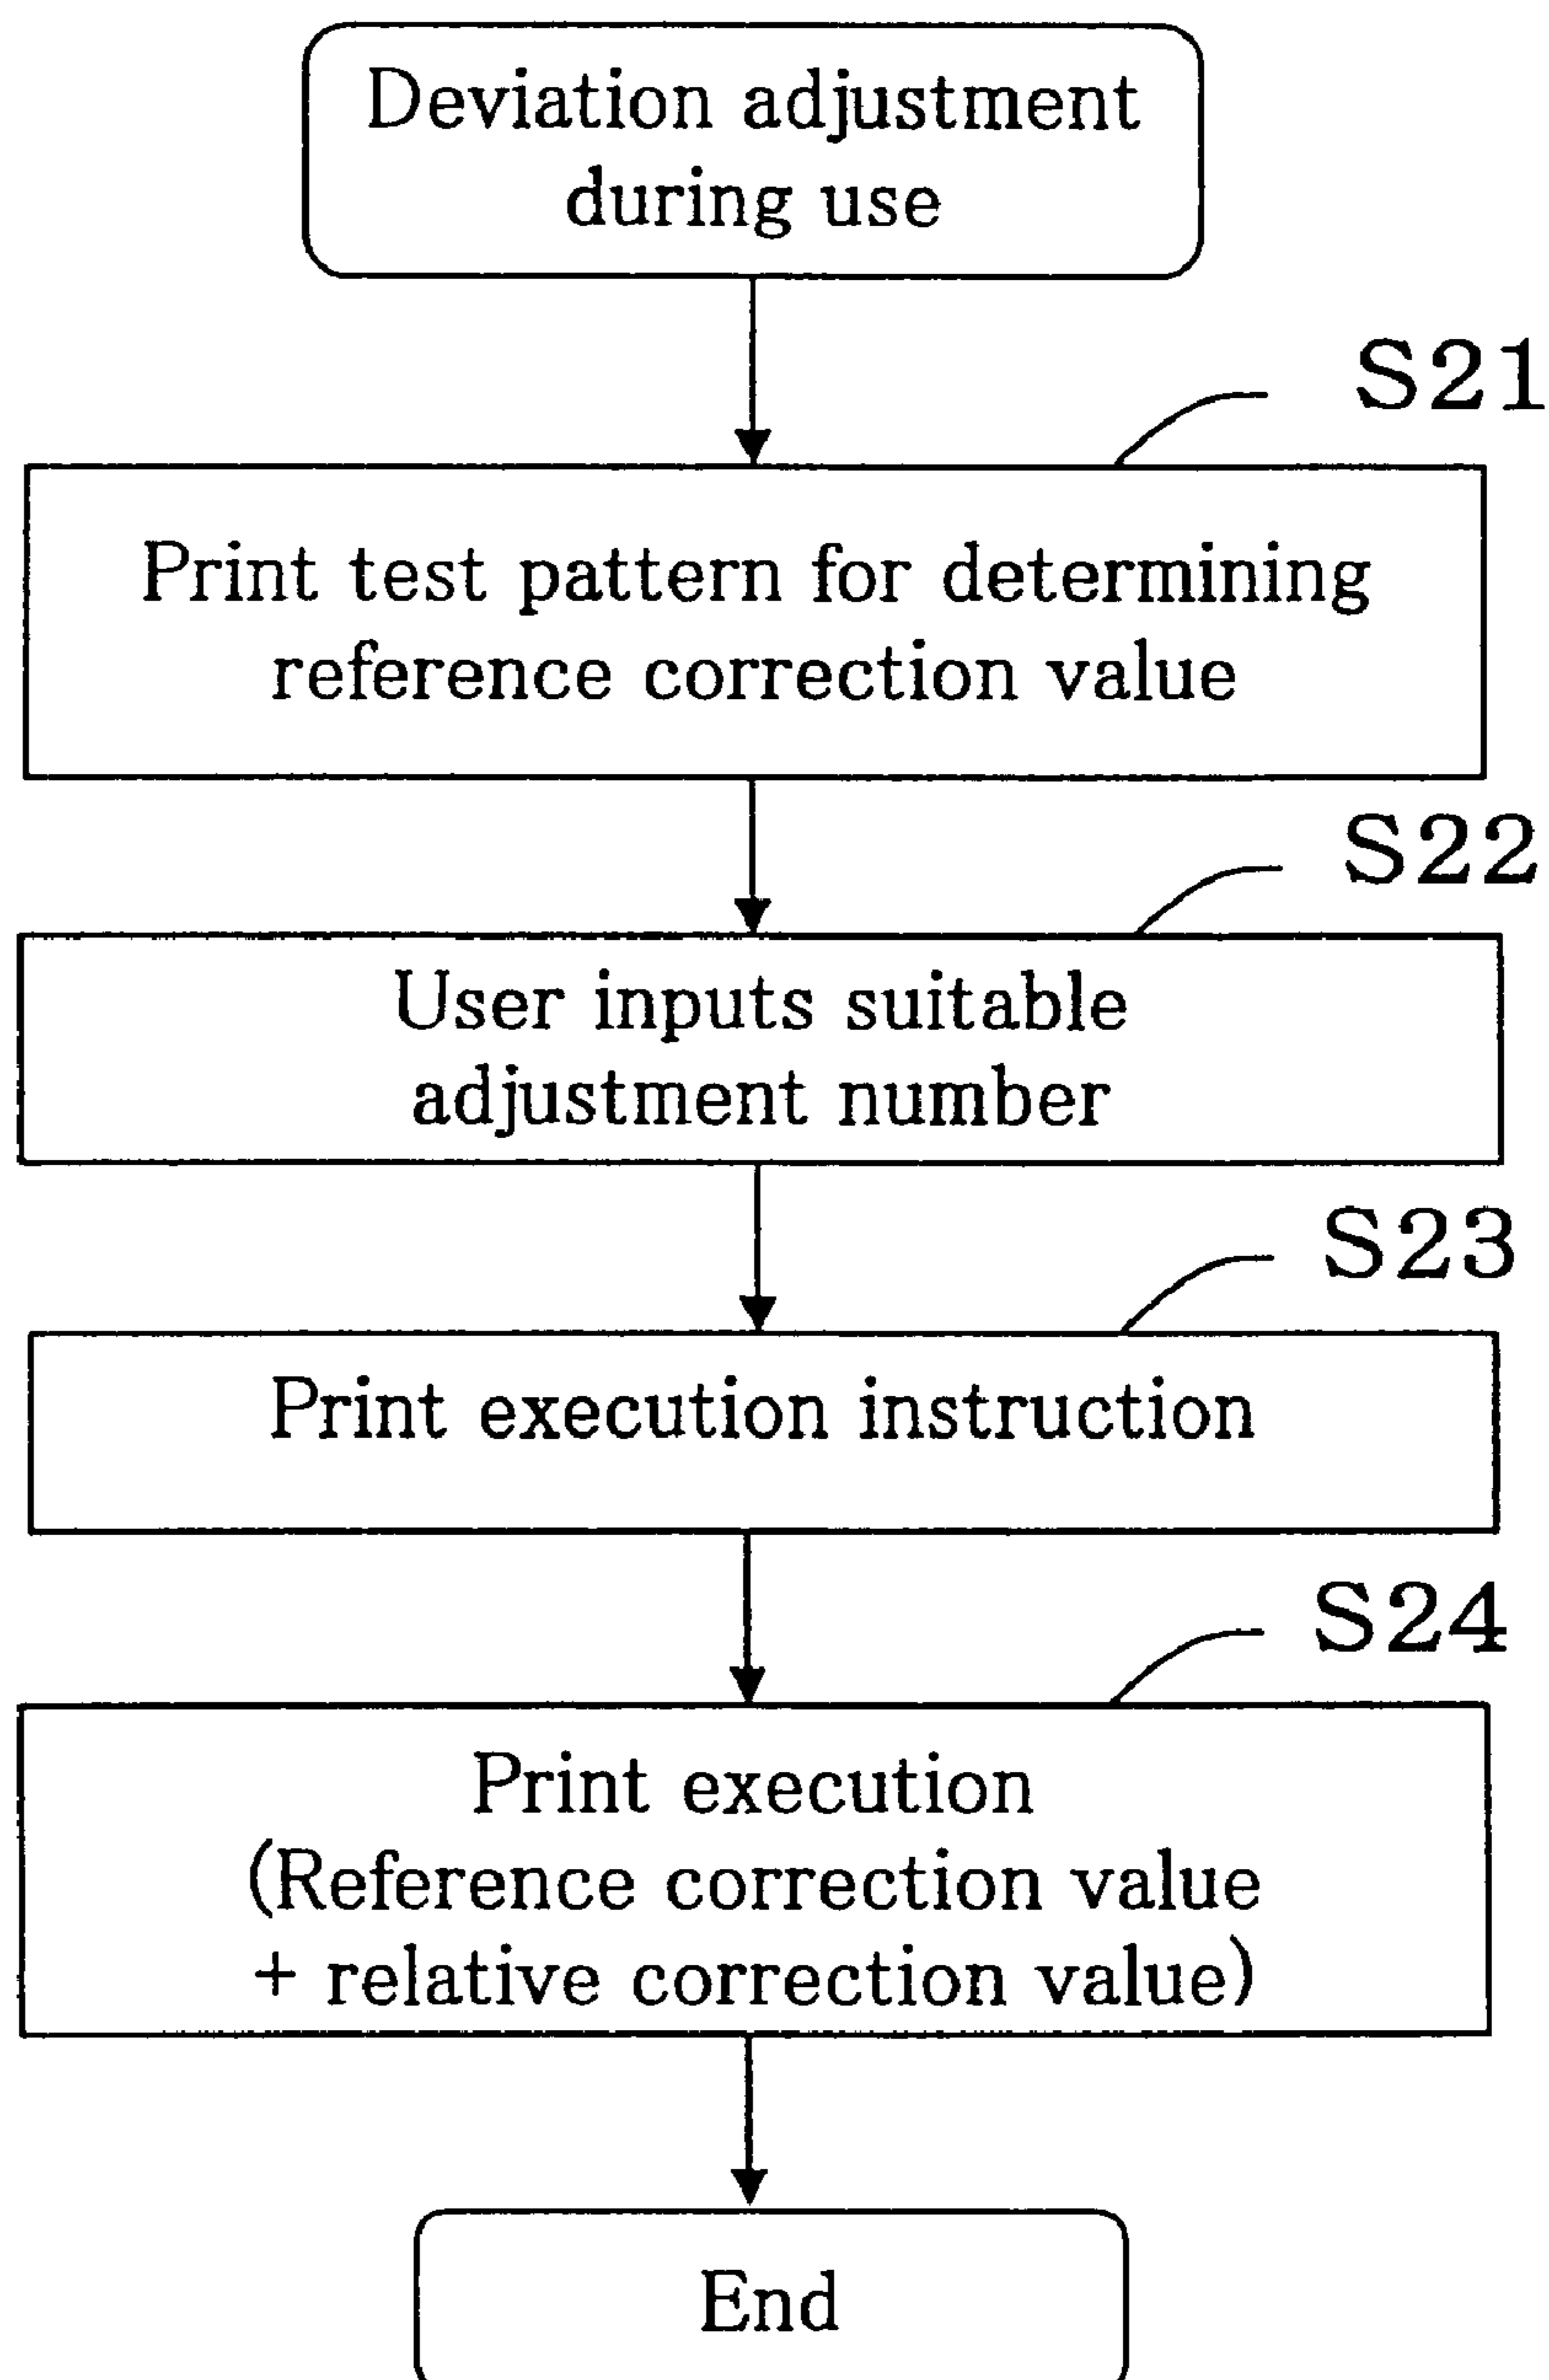 Deviation adjustment
during use
S21
Print test pattern for determining
reference correction value
S22
User inputs suitable
adjustment number
S23
Print execution instruction
S24
Print execution
(Reference correction value
+ relative correction value)
End